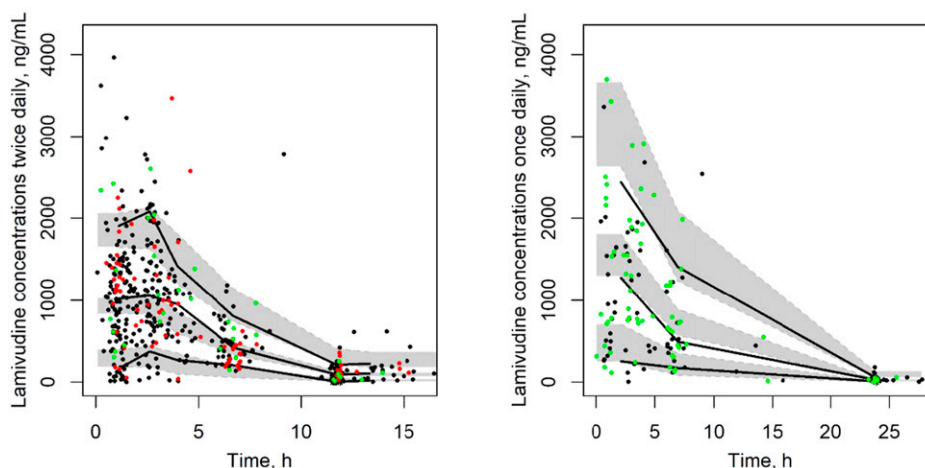 Lamivudine concentrations twice daily, ng/mL
4000
3000
2000
1000
0
0 5 10 15
Time, h
Lamivudine concentrations once daily, ng/mL
4000
3000
2000
1000
0
0 5 10 15 20 25
Time, h